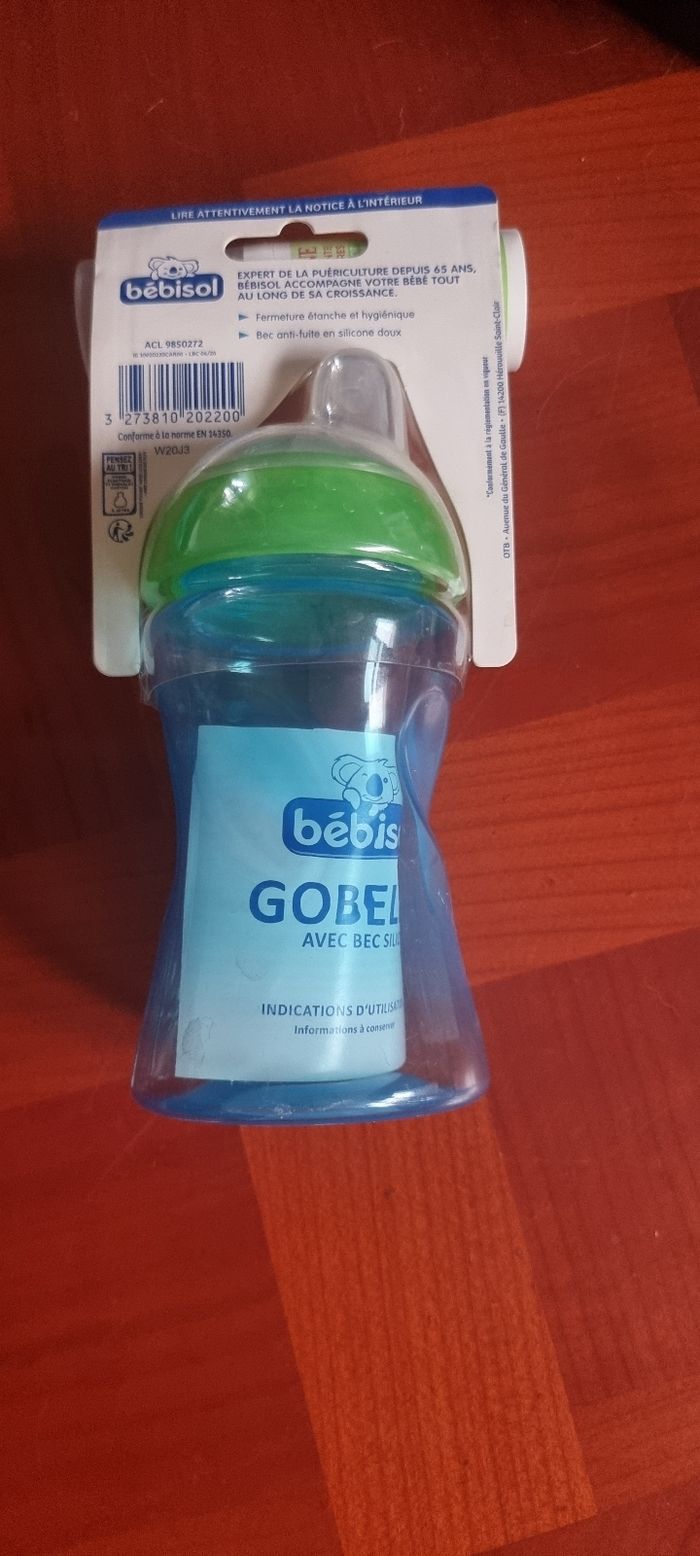 LIRE ATTENTIVEMENT LA NOTICE À L'INTÉRIEUR
bébisol
EXPERT DE LA PUÉRICULTURE DEPUIS 65 ANS,
BÉBISOL ACCOMPAGNE VOTRE BÉBÉ TOUT
AU LONG DE SA CROISSANCE.
Fermeture étanche et hygiénique
Bec anti-fuite en silicone doux
ACL 9850272
3 273810 202200
Conforme à la norme EN 14350.
W20J3
PENSEZ
AU TRI !
*Conformément à la réglementation en vigueur
OTB • Avenue du Général de Gaulle • (F) 14200 Hérouville Saint-Clair
bébis
GOBEL
AVEC BEC SILIC
INDICATIONS D'UTILISATIO
Informations à conserver